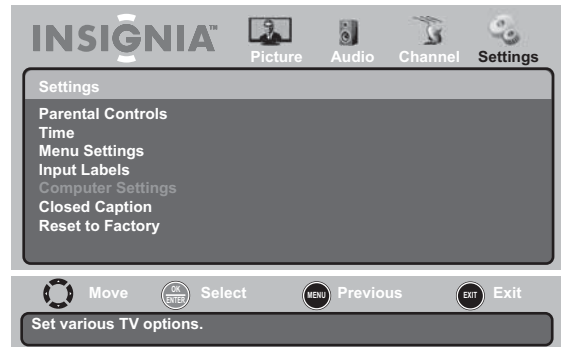 INSIGNIA™
Picture Audio Channel Settings
Settings
Parental Controls
Time
Menu Settings
Input Labels
Computer Settings
Closed Caption
Reset to Factory
Move OK ENTER Select MENU Previous EXIT Exit
Set various TV options.